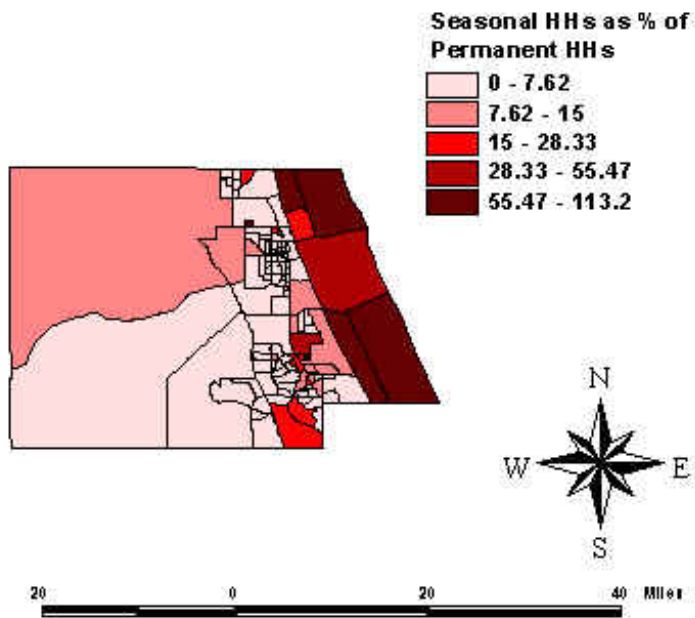 Seasonal HHs as % of
Permanent HHs
0 - 7.62
7.62 - 15
15 - 28.33
28.33 - 55.47
55.47 - 113.2
N
W
E
S
20 0 20 40 Miles